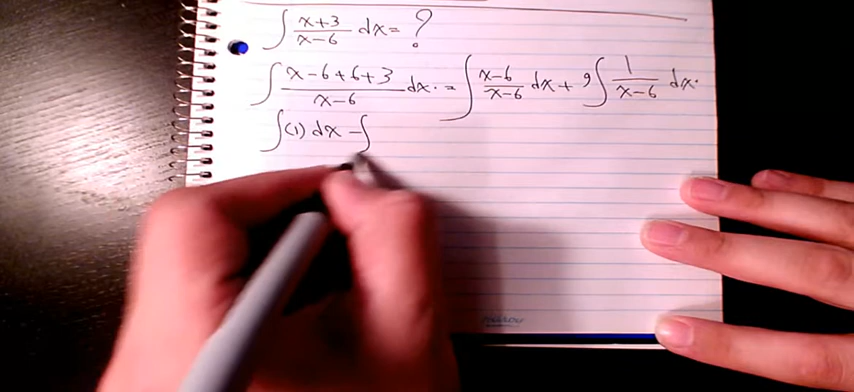 ∫ x+3/x-6 dx = ?
∫ x-6+6+3/x-6 dx. = ∫ x-6/x-6 dx + 9∫ 1/x-6 dx.
∫(1) dx - ∫